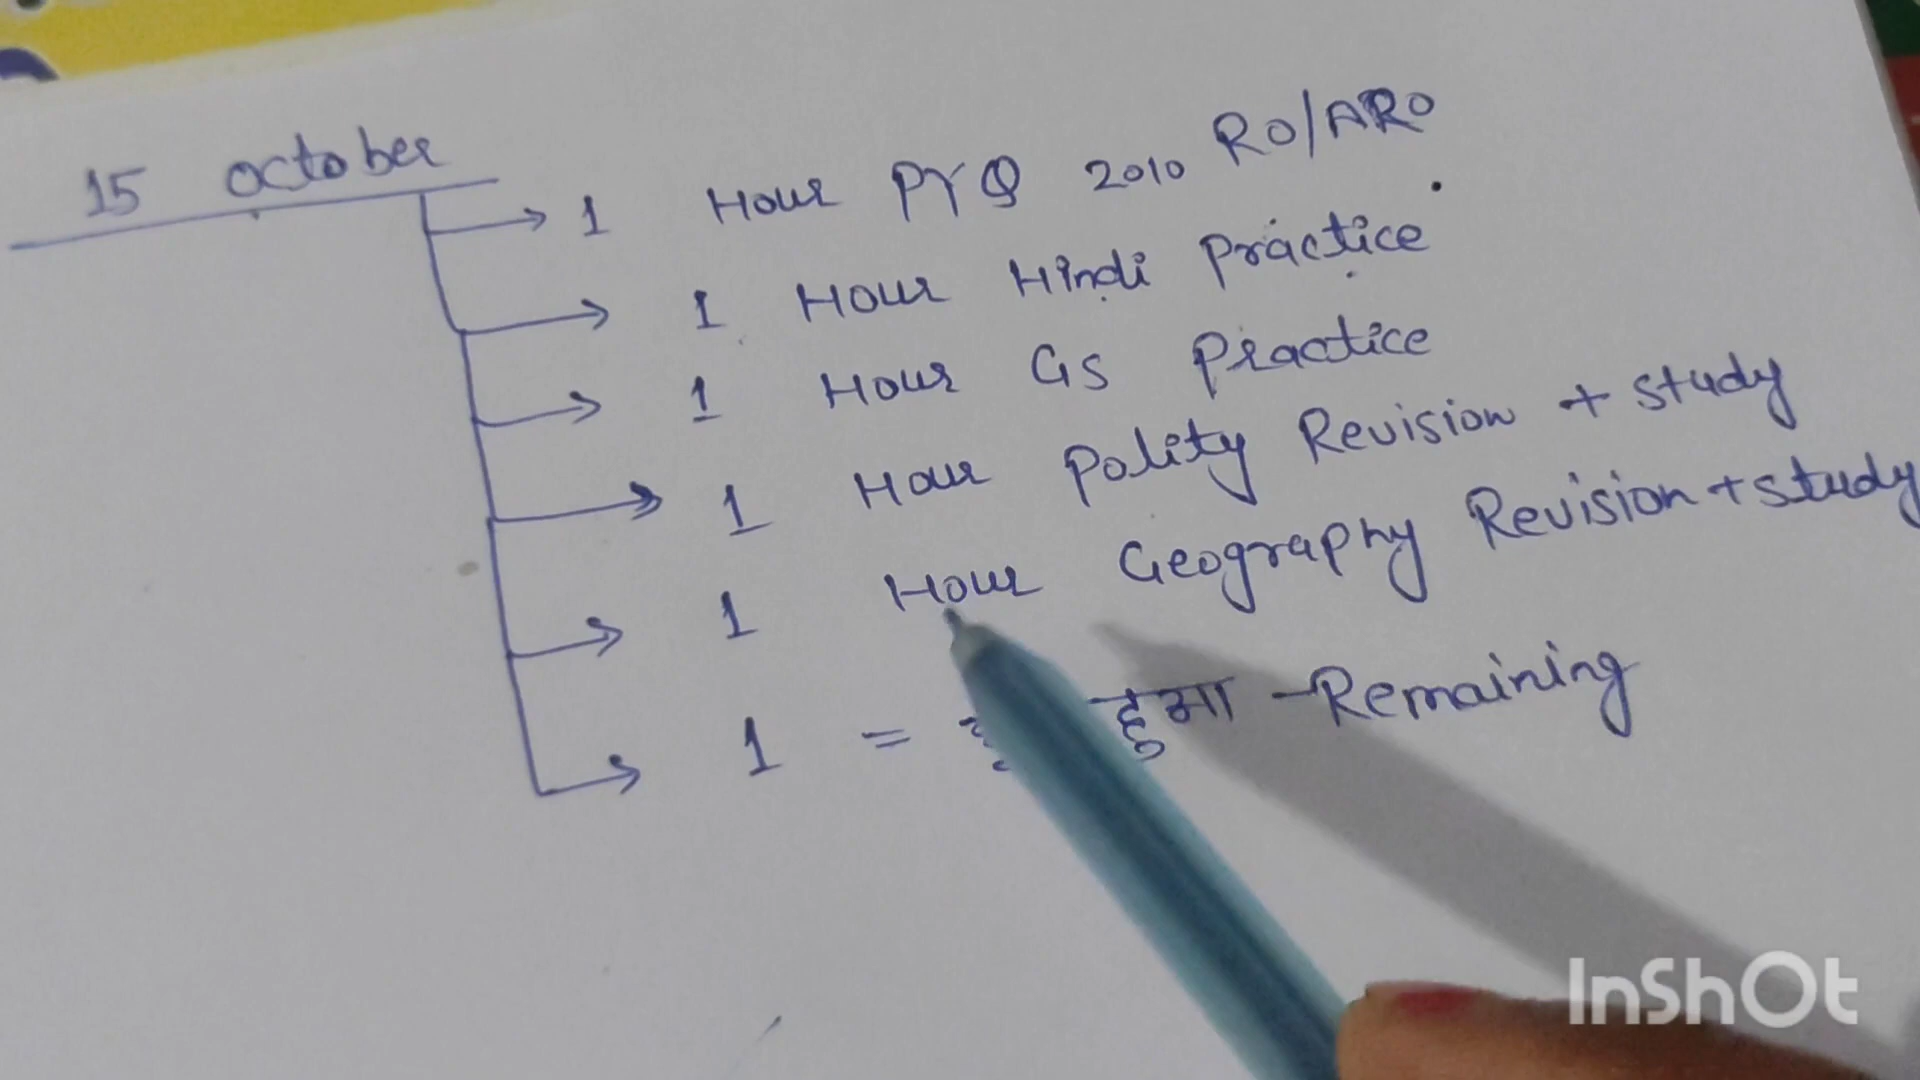 15 october
1 Hour PYQ 2010 RO/ARO
1 Hour Hindi Practice
1 Hour GS Practice
1 Hour Polity Revision + study
1 Hour Geography Revision + study
1 = हुआ - Remaining
InShOt